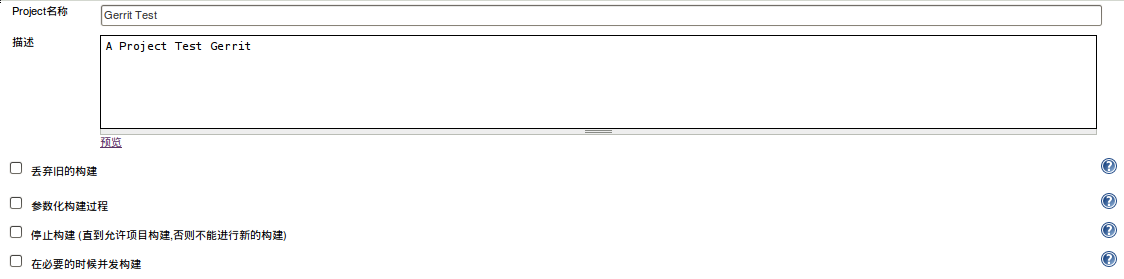 Project名称
Gerrit Test
描述
A Project Test Gerrit
预览
丢弃旧的构建
参数化构建过程
停止构建 (直到允许项目构建,否则不能进行新的构建)
在必要的时候并发构建